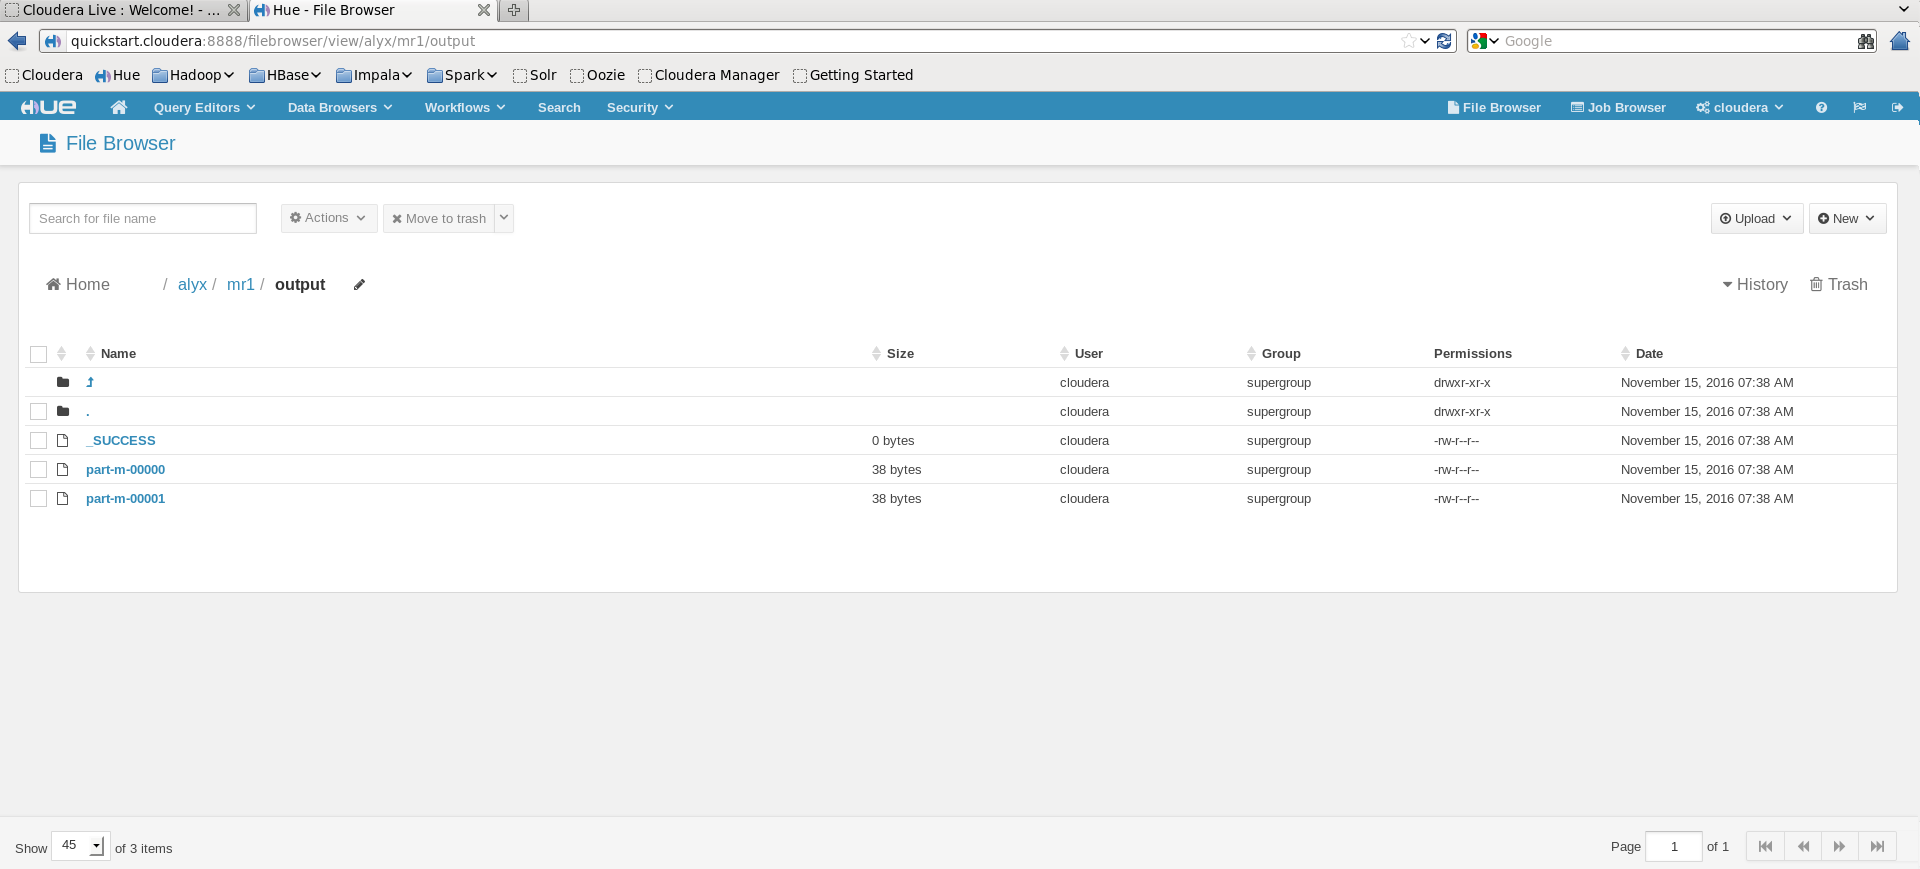 Cloudera Live : Welcome! - ... Hue - File Browser
quickstart.cloudera:8888/filebrowser/view/alyx/mr1/output Google
Cloudera Hue Hadoop HBase Impala Spark Solr Oozie Cloudera Manager Getting Started
HUE Query Editors Data Browsers Workflows Search Security File Browser Job Browser cloudera
File Browser
Search for file name Actions Move to trash Upload New
Home / alyx / mr1 / output History Trash
Name Size User Group Permissions Date
cloudera supergroup drwxr-xr-x November 15, 2016 07:38 AM
. cloudera supergroup drwxr-xr-x November 15, 2016 07:38 AM
_SUCCESS 0 bytes cloudera supergroup -rw-r--r-- November 15, 2016 07:38 AM
part-m-00000 38 bytes cloudera supergroup -rw-r--r-- November 15, 2016 07:38 AM
part-m-00001 38 bytes cloudera supergroup -rw-r--r-- November 15, 2016 07:38 AM
Show 45 of 3 items Page 1 of 1